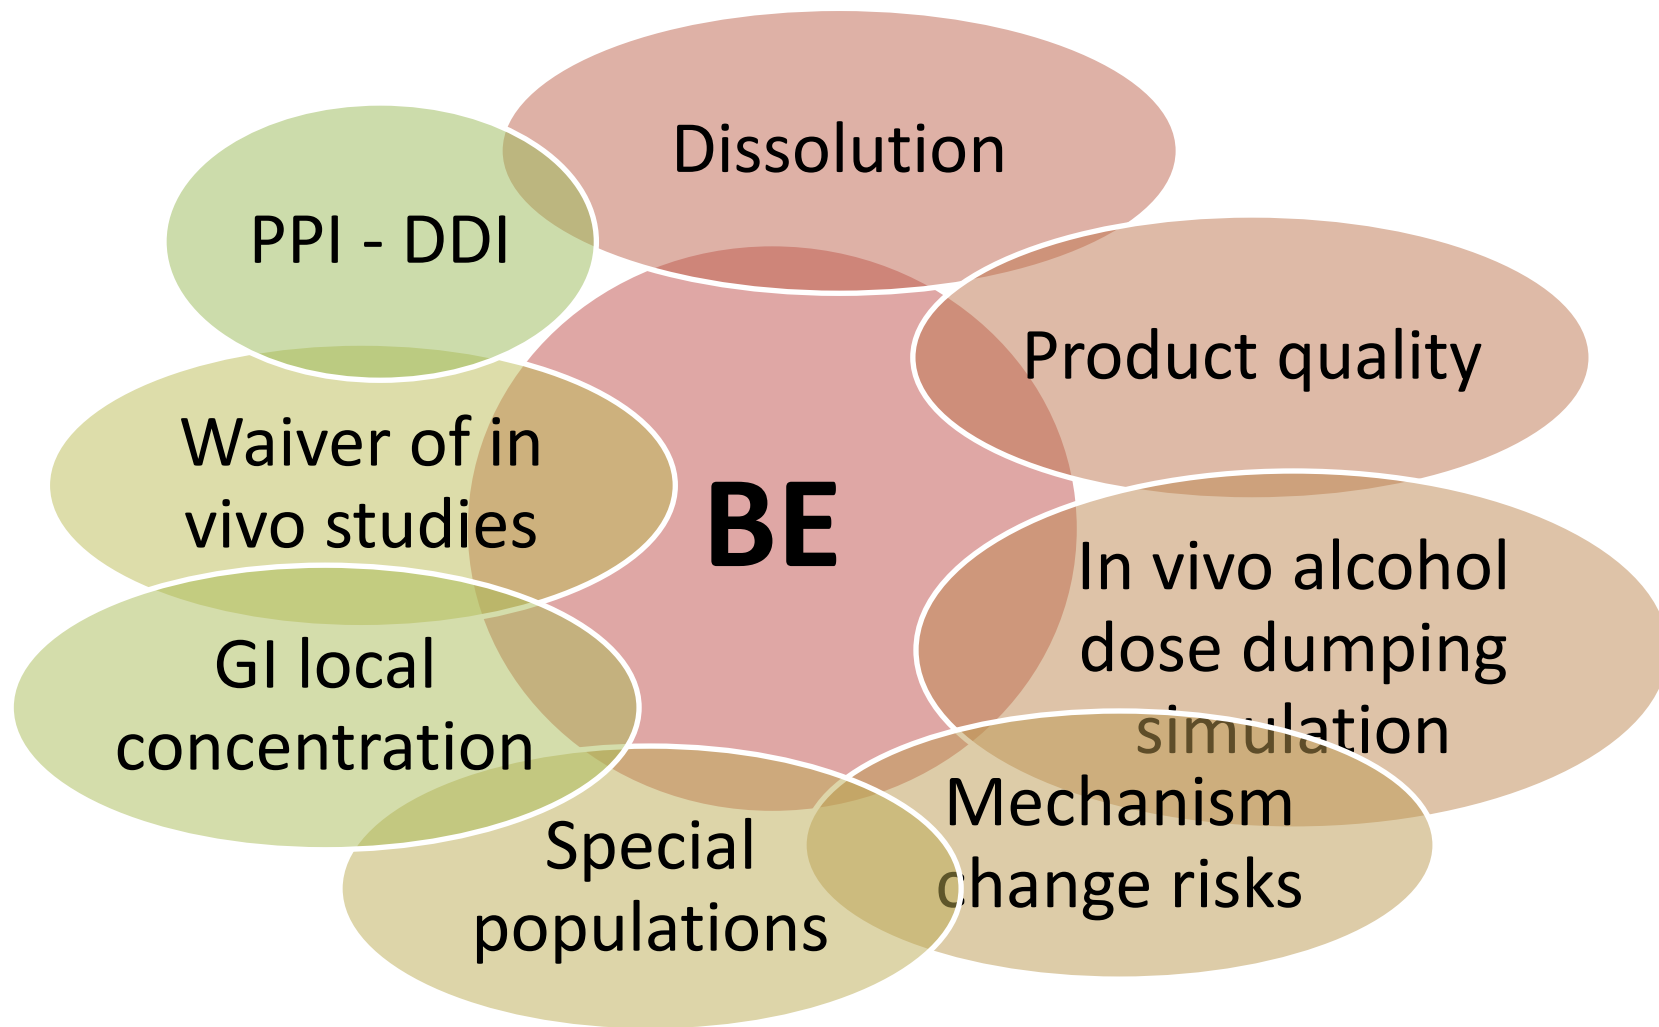 Dissolution
PPI - DDI
Product quality
Waiver of in
vivo studies
BE
In vivo alcohol
dose dumping
simulation
GI local
concentration
Mechanism
change risks
Special
populations